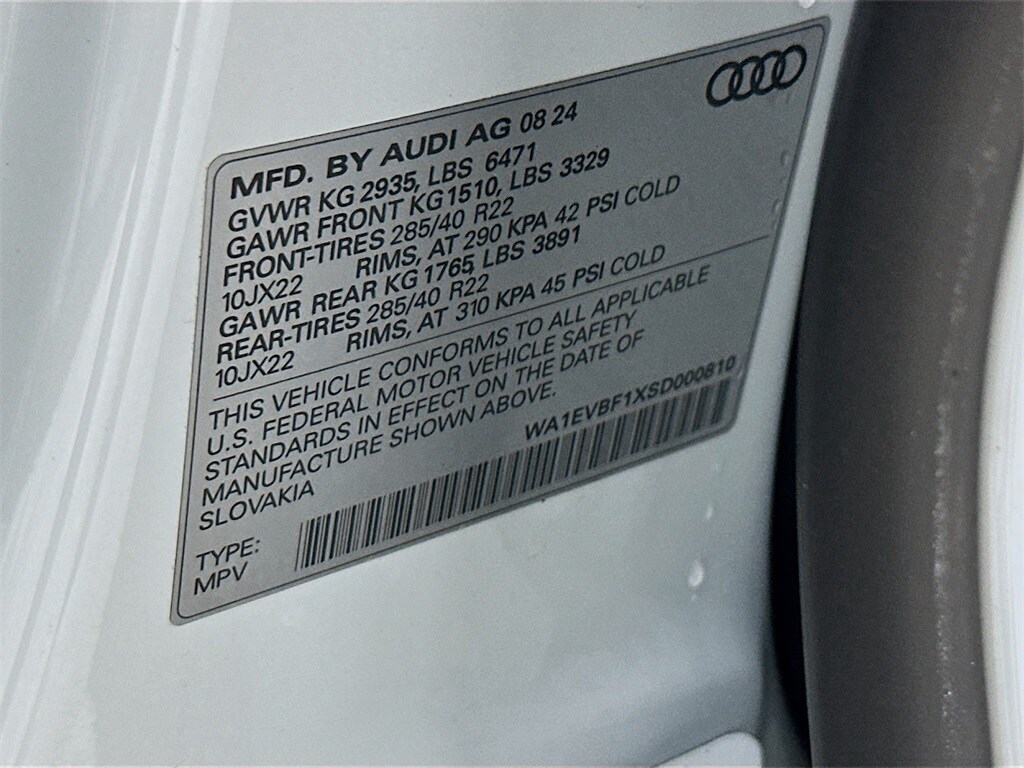 MFD. BY AUDI AG 08 24
GVWR KG 2935, LBS 6471
GAWR FRONT KG1510, LBS 3329
FRONT-TIRES 285/40 R22
10JX22 RIMS, AT 290 KPA 42 PSI COLD
GAWR REAR KG 1765, LBS 3891
REAR-TIRES 285/40 R22
10JX22 RIMS, AT 310 KPA 45 PSI COLD
THIS VEHICLE CONFORMS TO ALL APPLICABLE
U.S. FEDERAL MOTOR VEHICLE SAFETY
STANDARDS IN EFFECT ON THE DATE OF
MANUFACTURE SHOWN ABOVE.
SLOVAKIA
WA1EVBF1XSD000810
TYPE:
MPV